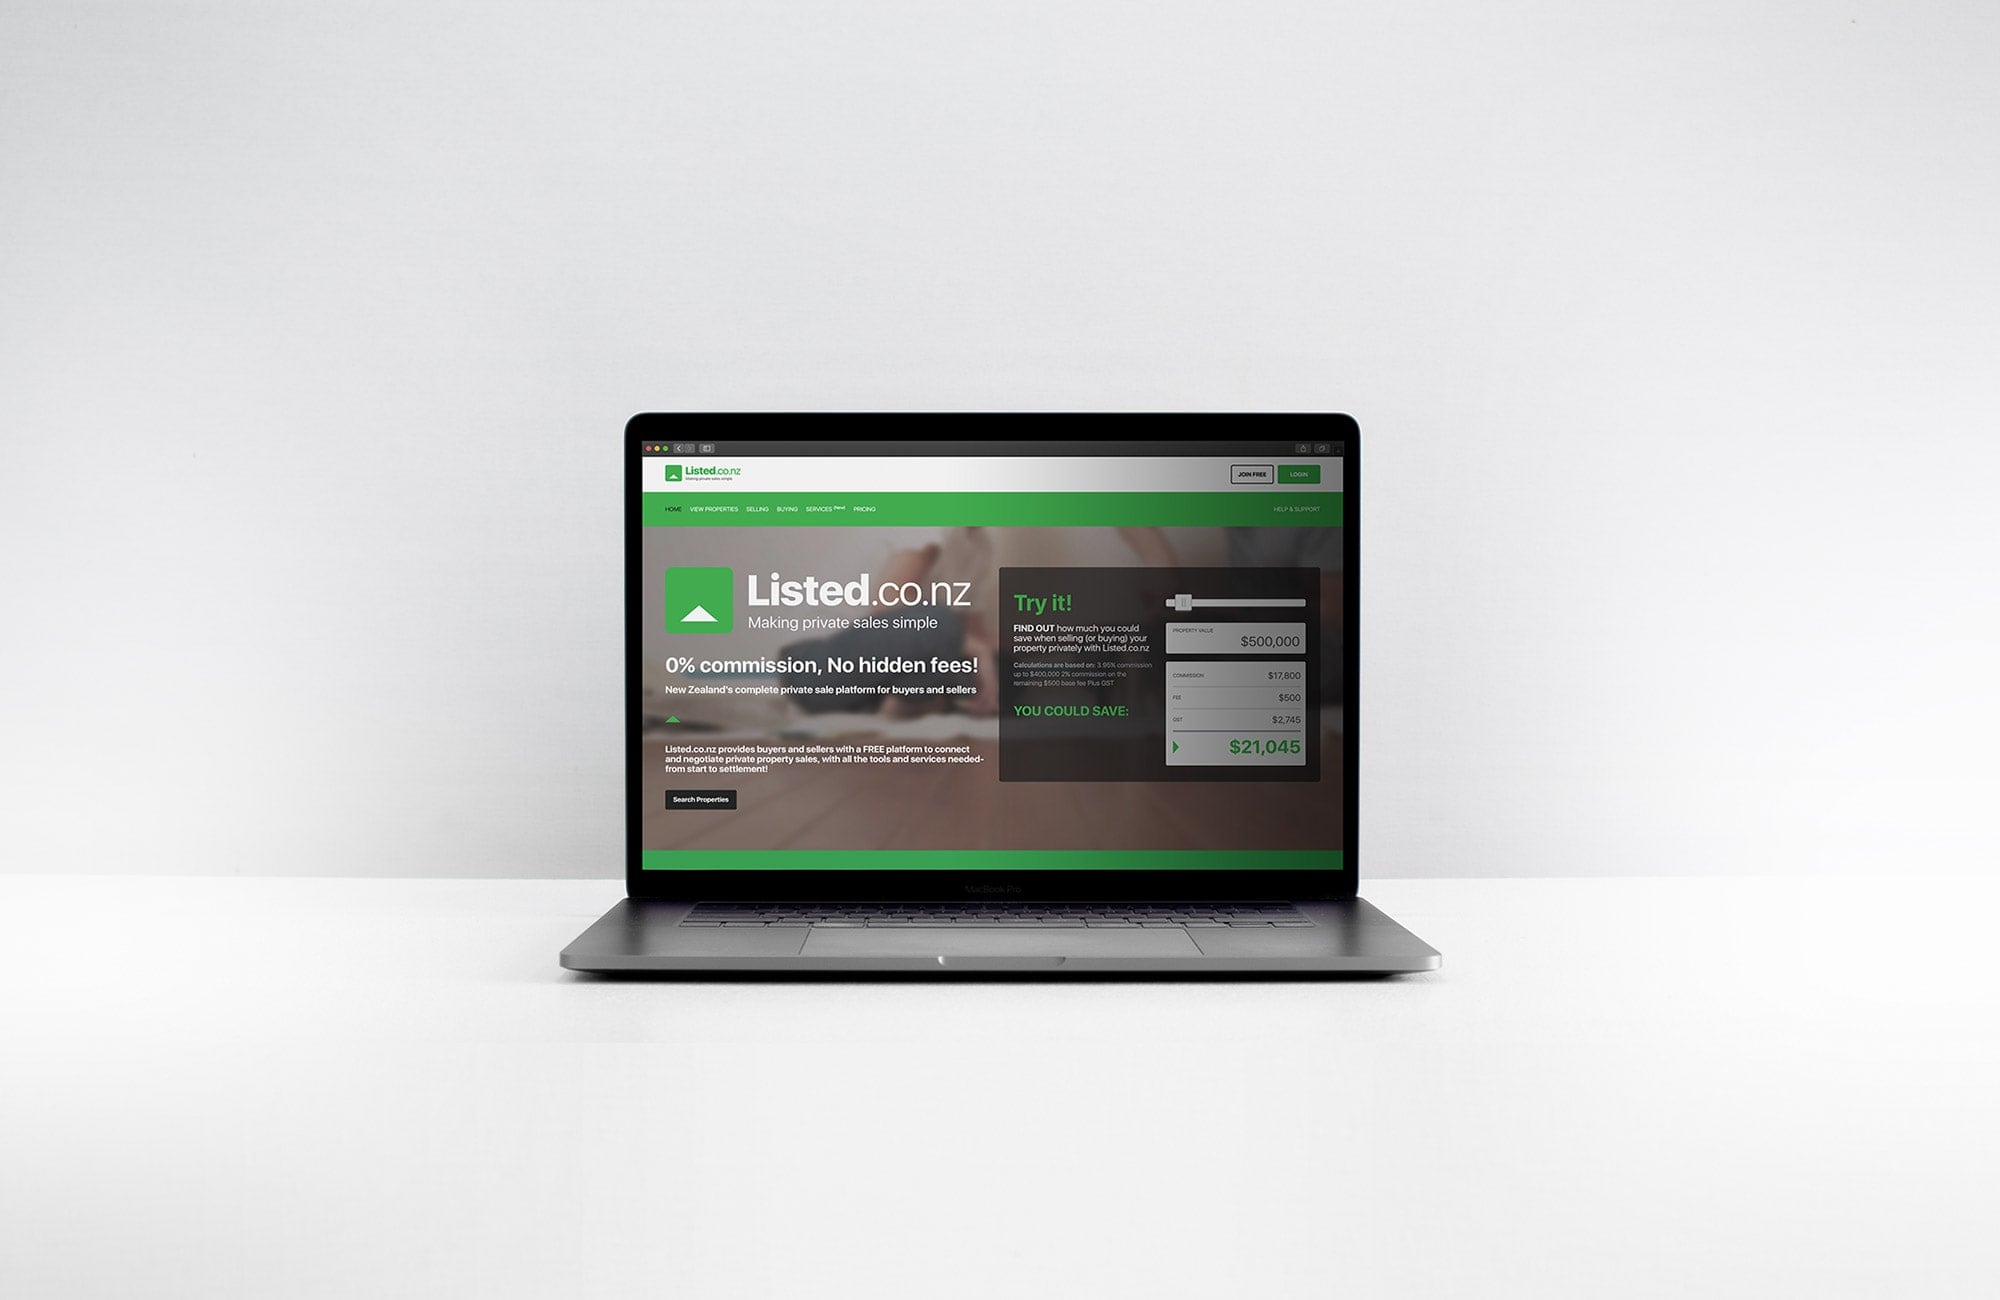 Listed.co.nz
Making private sales simple
JOIN FREE
LOGIN
HOME VIEW PROPERTIES SELLING BUYING SERVICES (New) PRICING
HELP & SUPPORT
Listed.co.nz
Making private sales simple
0% commission, No hidden fees!
New Zealand's complete private sale platform for buyers and sellers
Listed.co.nz provides buyers and sellers with a FREE platform to connect
and negotiate private property sales, with all the tools and services needed-
from start to settlement!
Search Properties
Try it!
FIND OUT how much you could
save when selling (or buying) your
property privately with Listed.co.nz
Calculations are based on: 3.95% commission
up to $400,000 2% commission on the
remaining $500 base fee Plus GST
YOU COULD SAVE:
PROPERTY VALUE
$500,000
COMMISSION $17,800
FEE $500
GST $2,745
$21,045
MacBook Pro